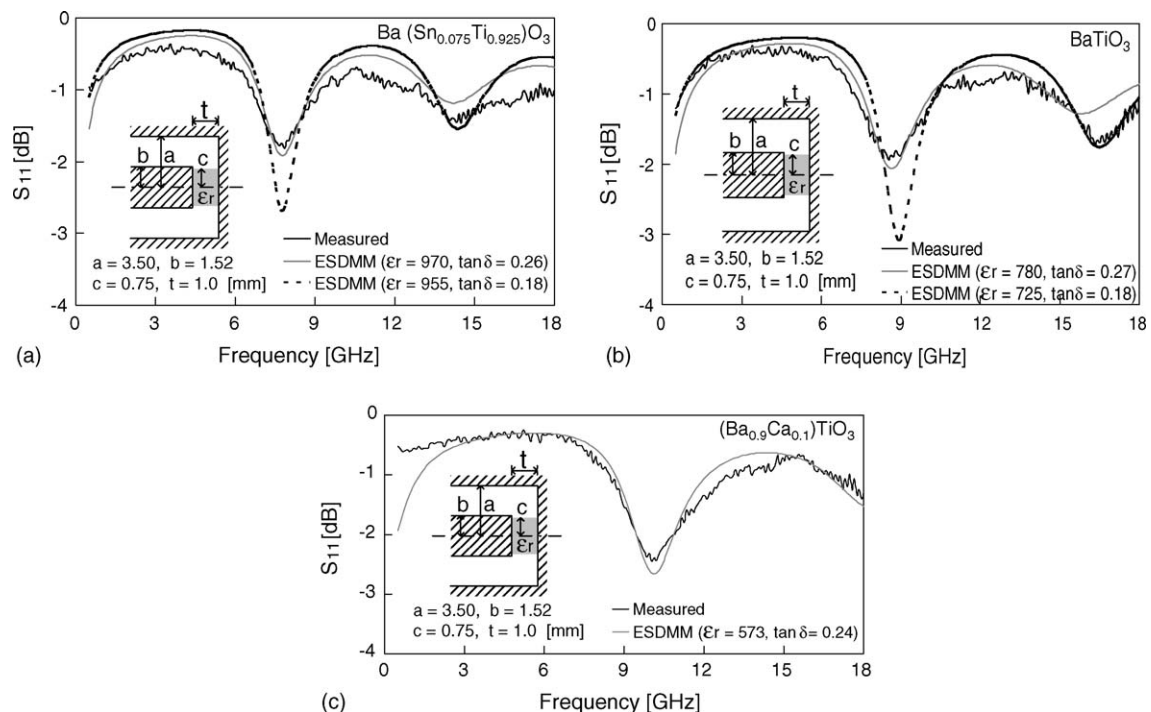 Ba (Sn0.075Ti0.925)O3
0
-1
-2
-3
-4
S11[dB]
t
b
a
c
εr
a = 3.50, b = 1.52
c = 0.75, t = 1.0 [mm]
Measured
ESDMM (εr = 970, tan δ = 0.26)
ESDMM (εr = 955, tan δ = 0.18)
0 3 6 9 12 15 18
(a) Frequency [GHz]
BaTiO3
0
-1
-2
-3
-4
S11[dB]
t
b
a
c
εr
a = 3.50, b = 1.52
c = 0.75, t = 1.0 [mm]
Measured
ESDMM (εr = 780, tan δ = 0.27)
ESDMM (εr = 725, tan δ = 0.18)
0 3 6 9 12 15 18
(b) Frequency [GHz]
(Ba0.9Ca0.1)TiO3
0
-1
-2
-3
-4
S11[dB]
t
b
a
c
εr
a = 3.50, b = 1.52
c = 0.75, t = 1.0 [mm]
Measured
ESDMM (εr = 573, tan δ = 0.24)
0 3 6 9 12 15 18
(c) Frequency [GHz]